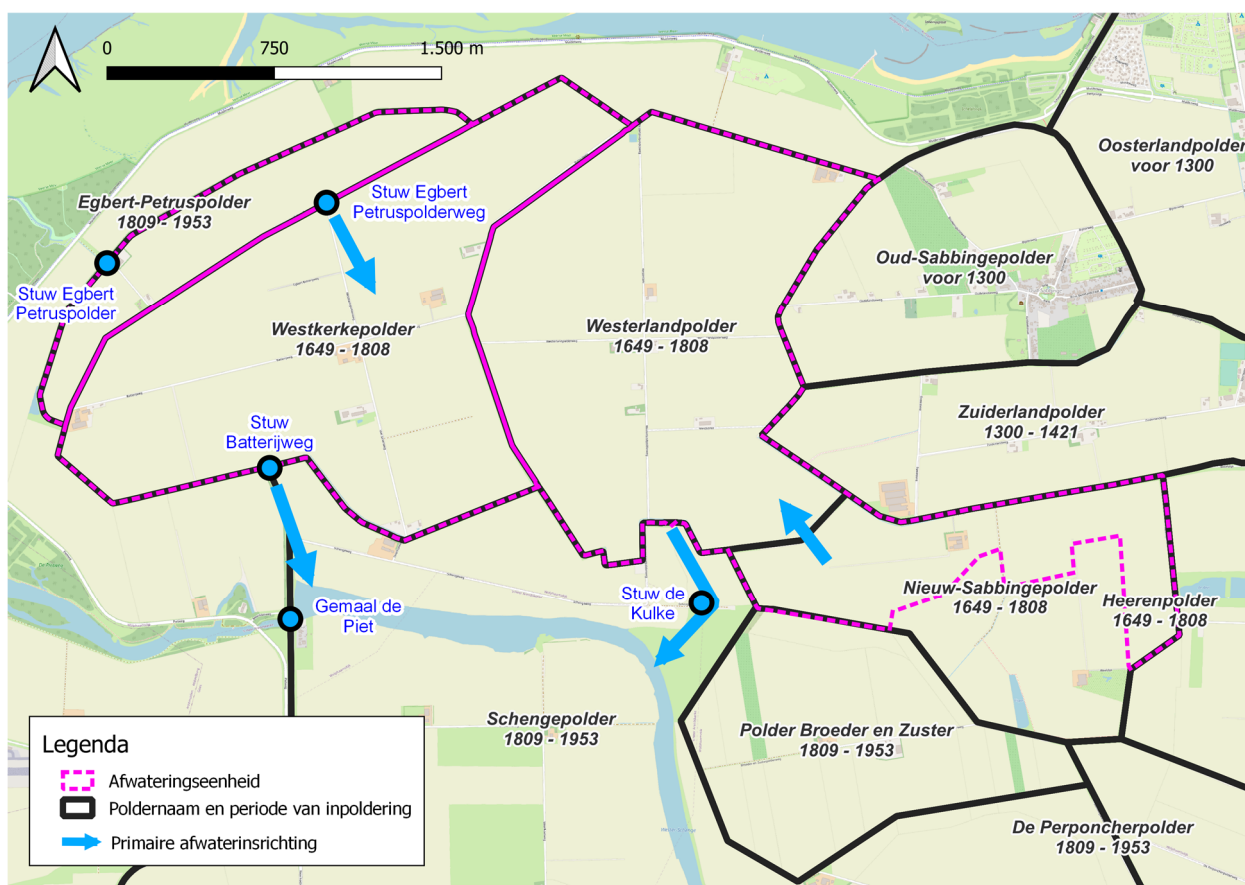 0 750 1.500 m
Oosterlandpolder
voor 1300
Egbert-Petruspolder
1809 - 1953
Stuw Egbert
Petruspolderweg
Oud-Sabbingepolder
voor 1300
Stuw Egbert
Petruspolder
Westkerkepolder
1649 - 1808
Westerlandpolder
1649 - 1808
Zuiderlandpolder
1300 - 1421
Stuw
Batterijweg
Nieuw-Sabbingepolder
1649 - 1808
Heerenpolder
1649 - 1808
Stuw de
Kulke
Gemaal de
Piet
Schengepolder
1809 - 1953
Polder Broeder en Zuster
1809 - 1953
De Perponcherpolder
1809 - 1953
Legenda
Afwateringseenheid
Poldernaam en periode van inpoldering
Primaire afwaterinsrichting